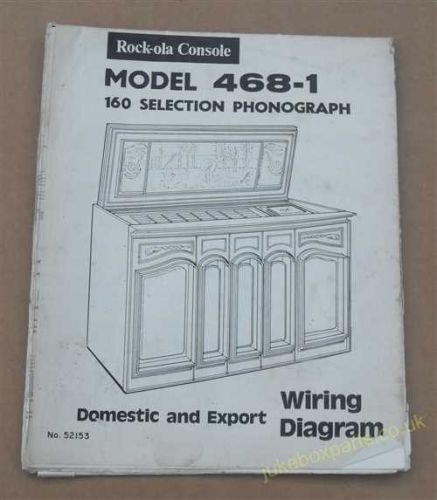 Rock-ola Console
MODEL 468-1
160 SELECTION PHONOGRAPH
Domestic and Export
Wiring
Diagram
No. 52153
jukeboxparts.co.uk